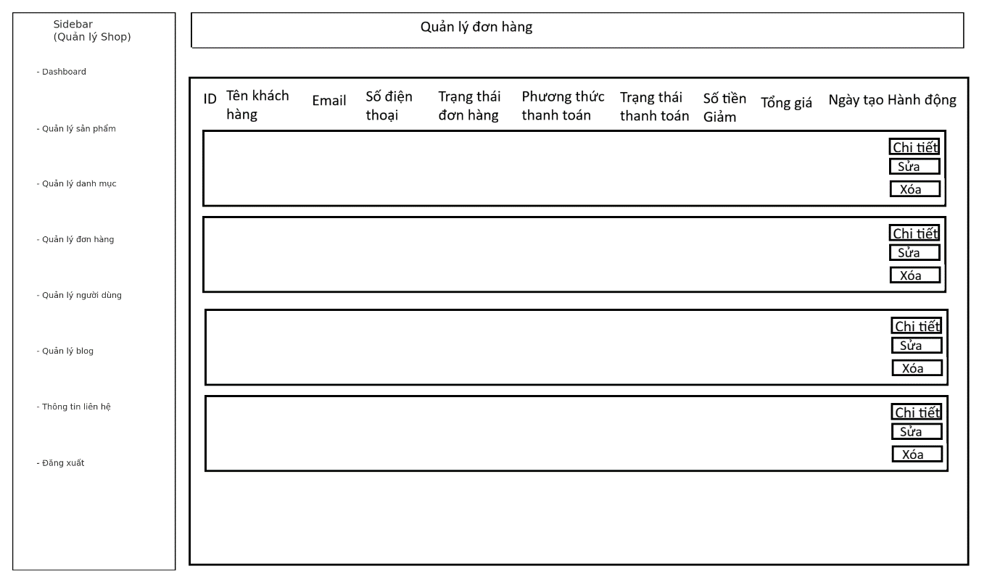 Sidebar
(Quản lý Shop)
- Dashboard
- Quản lý sản phẩm
- Quản lý danh mục
- Quản lý đơn hàng
- Quản lý người dùng
- Quản lý blog
- Thông tin liên hệ
- Đăng xuất
Quản lý đơn hàng
ID
Tên khách
hàng
Email
Số điện
thoại
Trạng thái
đơn hàng
Phương thức
thanh toán
Trạng thái
thanh toán
Số tiền
Giảm
Tổng giá
Ngày tạo Hành động
Chi tiết
Sửa
Xóa
Chi tiết
Sửa
Xóa
Chi tiết
Sửa
Xóa
Chi tiết
Sửa
Xóa